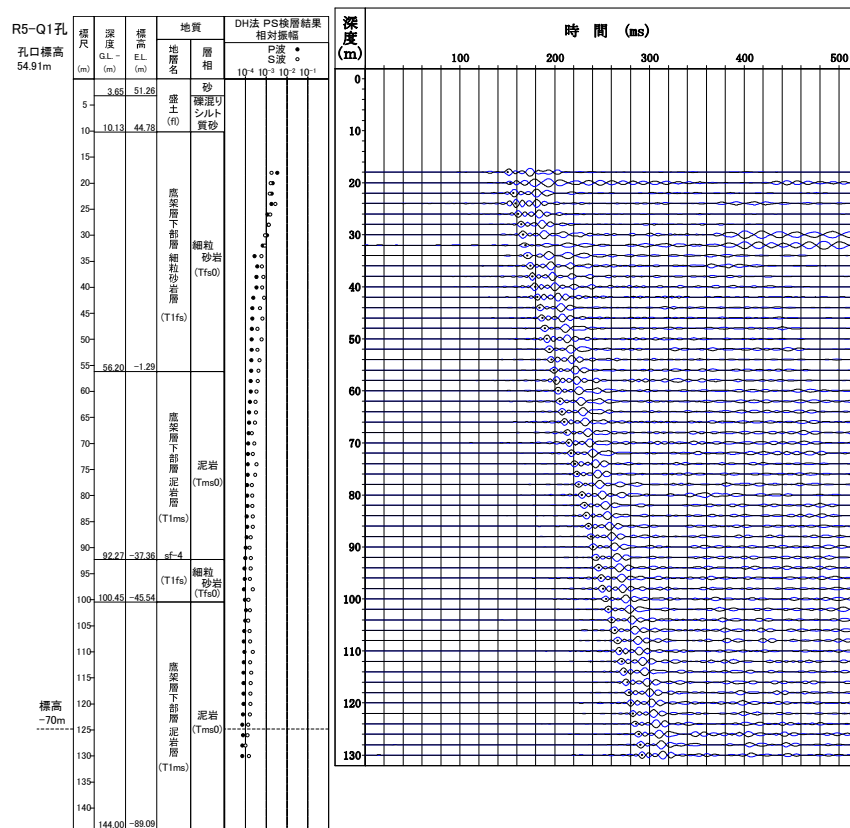 R5-Q1孔
孔口標高
54.91m
標尺
(m)
深度
G.L. -
(m)
標高
E.L.
(m)
地質
地層名
層相
DH法 PS検層結果
相対振幅
P波 ●
S波 ○
10-4 10-3 10-2 10-1
深度
(m)
時 間 (ms)
100 200 300 400 500
5
10
15
20
25
30
35
40
45
50
55
60
65
70
75
80
85
90
95
100
105
110
115
120
125
130
135
140
3.65 51.26
10.13 44.78
56.20 -1.29
92.27 -37.36
100.45 -45.54
144.00 -89.09
盛土
(fl)
砂
礫混り
シルト
質砂
鷹架層下部層 細粒砂岩層
(T1fs)
細粒
砂岩
(Tfs0)
鷹架層下部層 泥岩層
(T1ms)
泥岩
(Tms0)
sf-4
(T1fs)
細粒
砂岩
(Tfs0)
鷹架層下部層 泥岩層
(T1ms)
泥岩
(Tms0)
標高
-70m
0
10
20
30
40
50
60
70
80
90
100
110
120
130